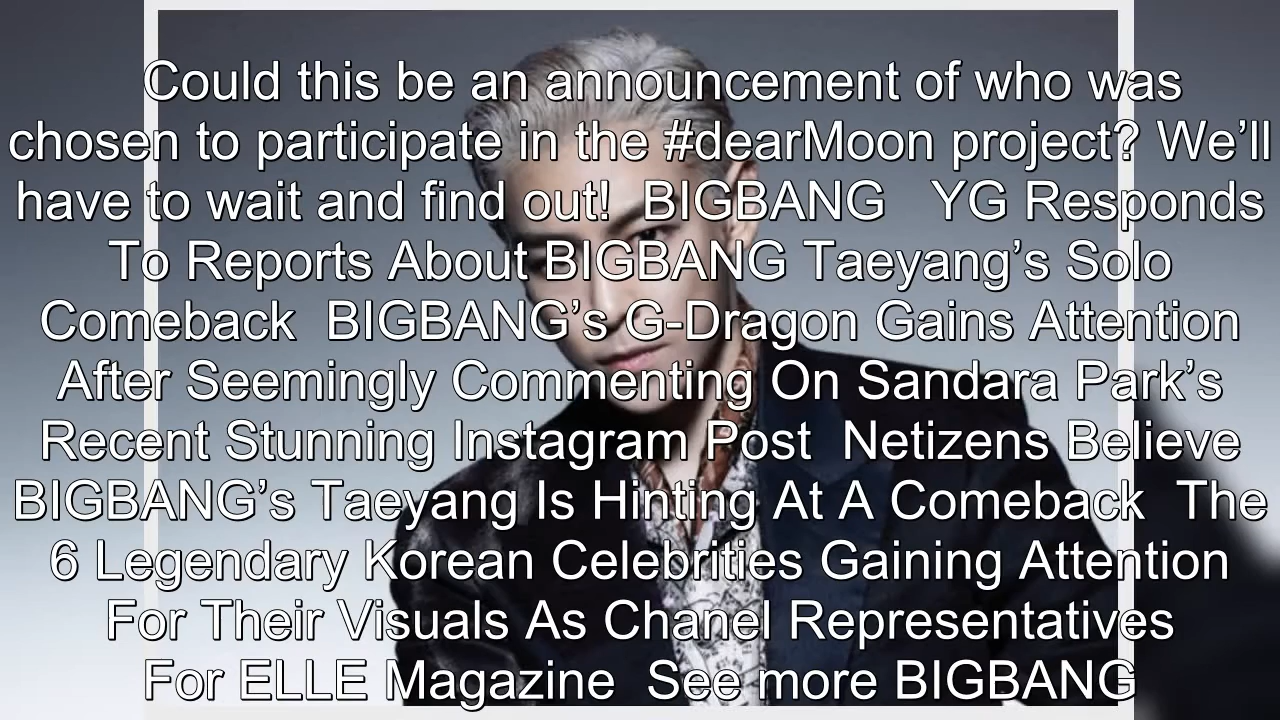 Could this be an announcement of who was
chosen to participate in the #dearMoon project? We’ll
have to wait and find out!  BIGBANG   YG Responds
To Reports About BIGBANG Taeyang’s Solo
Comeback  BIGBANG’s G-Dragon Gains Attention
After Seemingly Commenting On Sandara Park’s
Recent Stunning Instagram Post  Netizens Believe
BIGBANG’s Taeyang Is Hinting At A Comeback  The
6 Legendary Korean Celebrities Gaining Attention
For Their Visuals As Chanel Representatives
For ELLE Magazine  See more BIGBANG